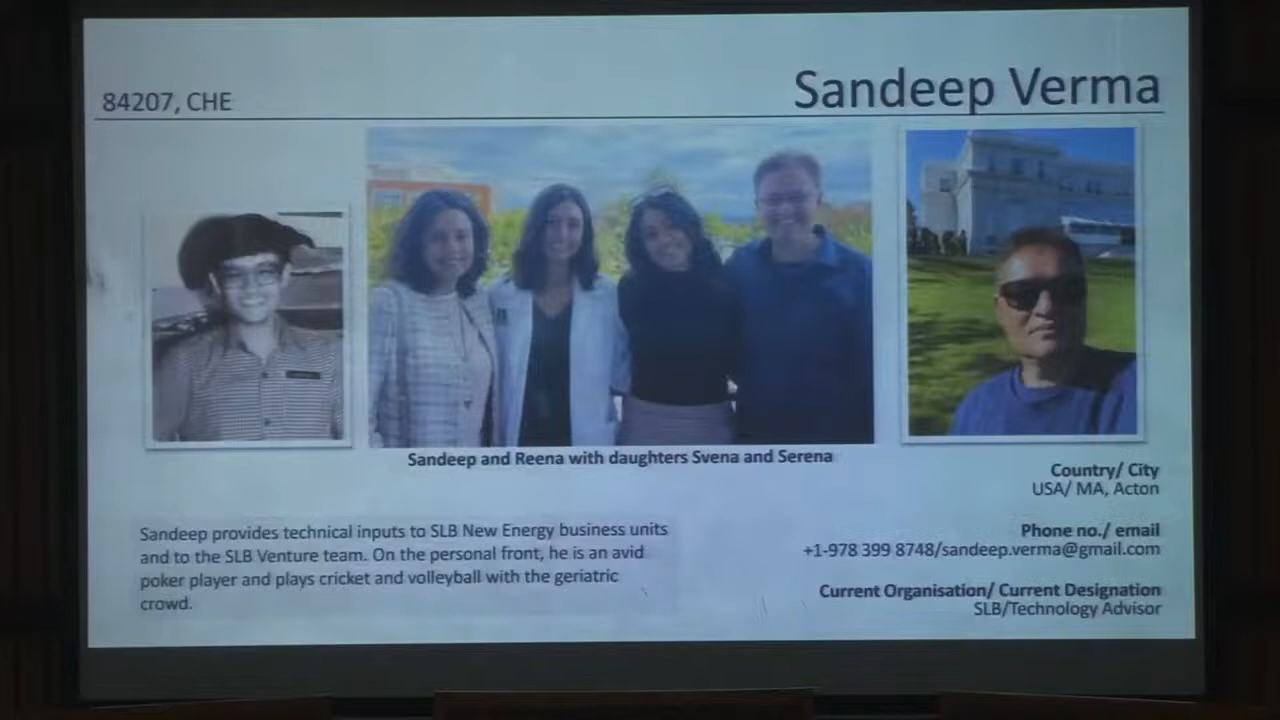 84207, CHE
Sandeep Verma
Sandeep and Reena with daughters Svena and Serena
Country/ City
USA/ MA, Acton
Sandeep provides technical inputs to SLB New Energy business units
and to the SLB Venture team. On the personal front, he is an avid
poker player and plays cricket and volleyball with the geriatric
crowd.
Phone no./ email
+1-978 399 8748/sandeep.verma@gmail.com
Current Organisation/ Current Designation
SLB/Technology Advisor